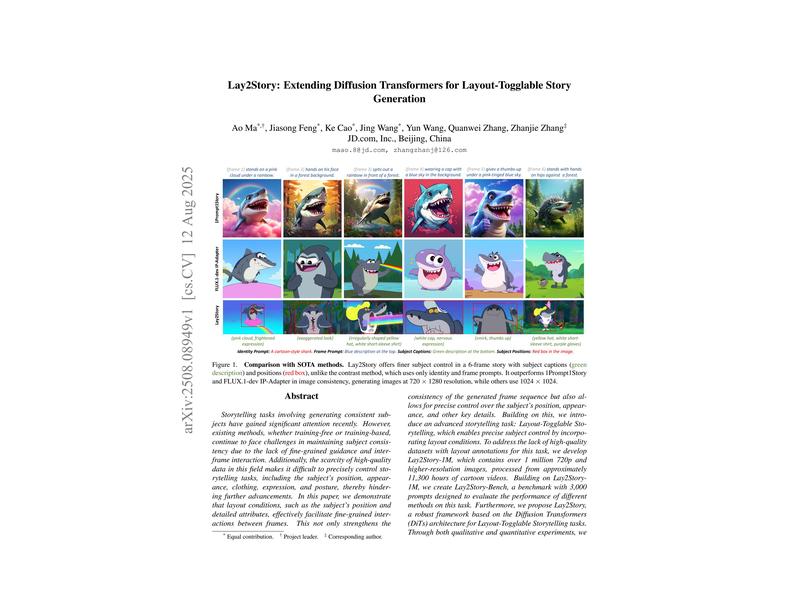 Lay2Story: Extending Diffusion Transformers for Layout-Togglable Story
Generation
Ao Ma*,†, Jiasong Feng*, Ke Cao*, Jing Wang*, Yun Wang, Quanwei Zhang, Zhanjie Zhang‡
JD.com, Inc., Beijing, China
maao.8@jd.com, zhangzhanj@126.com
arXiv:2508.08949v1 [cs.CV] 12 Aug 2025
(frame 1) stands on a pink
cloud under a rainbow.
(frame 2) hands on his face
in a forest background.
(frame 3) spits out a
rainbow in front of a forest.
(frame 4) wearing a cap with
a blue sky in the background.
(frame 5) gives a thumbs-up
under a pink-tinged blue sky.
(frame 6) stands with hands
on hips against a forest.
1Prompt1Story
FLUX.1-dev IP-Adapter
Lay2Story
(pink cloud, frightened
expression)
(exaggerated look)
(irregularly shaped yellow
hat, white short-sleeve shirt)
(white cap, nervous
expression)
(smirk, thumbs up)
(yellow hat, white short
sleeve shirt, purple gloves)
Identity Prompt: A cartoon-style shark. Frame Prompt: Blue description at the top. Subject Captions: Green description at the bottom. Subject Positions: Red box in the image.
Figure 1. Comparison with SOTA methods. Lay2Story offers finer subject control in a 6-frame story with subject captions (green
description) and positions (red box), unlike the contrast method, which uses only identity and frame prompts. It outperforms 1Prompt1Story
and FLUX.1-dev IP-Adapter in image consistency, generating images at 720 × 1280 resolution, while others use 1024 × 1024.
Abstract
Storytelling tasks involving generating consistent sub-
jects have gained significant attention recently. However,
existing methods, whether training-free or training-based,
continue to face challenges in maintaining subject consis-
tency due to the lack of fine-grained guidance and inter-
frame interaction. Additionally, the scarcity of high-quality
data in this field makes it difficult to precisely control sto-
rytelling tasks, including the subject's position, appear-
ance, clothing, expression, and posture, thereby hinder-
ing further advancements. In this paper, we demonstrate
that layout conditions, such as the subject's position and
detailed attributes, effectively facilitate fine-grained inter-
actions between frames. This not only strengthens the
* Equal contribution. † Project leader. ‡ Corresponding author.
consistency of the generated frame sequence but also al-
lows for precise control over the subject's position, appear-
ance, and other key details. Building on this, we intro-
duce an advanced storytelling task: Layout-Togglable Sto-
rytelling, which enables precise subject control by incorpo-
rating layout conditions. To address the lack of high-quality
datasets with layout annotations for this task, we develop
Lay2Story-1M, which contains over 1 million 720p and
higher-resolution images, processed from approximately
11,300 hours of cartoon videos. Building on Lay2Story-
1M, we create Lay2Story-Bench, a benchmark with 3,000
prompts designed to evaluate the performance of different
methods on this task. Furthermore, we propose Lay2Story,
a robust framework based on the Diffusion Transformers
(DiTs) architecture for Layout-Togglable Storytelling tasks.
Through both qualitative and quantitative experiments, we